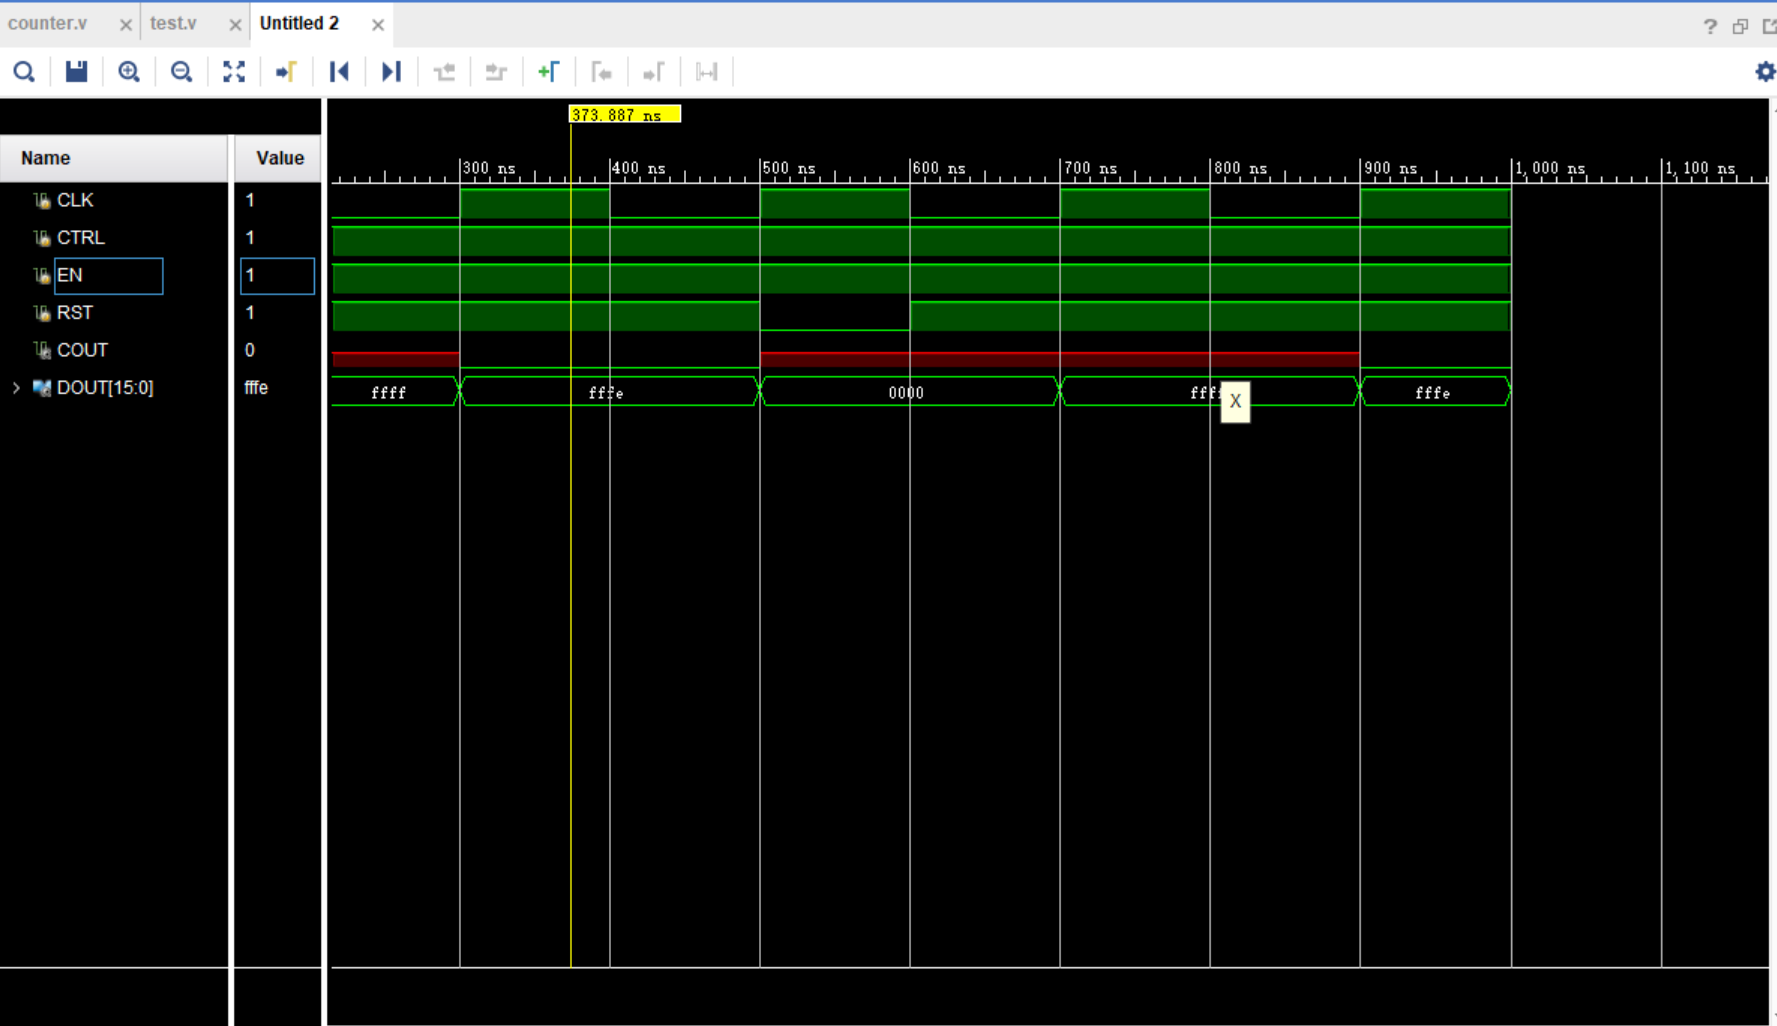 counter.v test.v Untitled 2
373.887 ns
Name Value
300 ns 400 ns 500 ns 600 ns 700 ns 800 ns 900 ns 1,000 ns 1,100 ns
CLK 1
CTRL 1
EN 1
RST 1
COUT 0
DOUT[15:0] fffe ffff fffe 0000 fffe
X